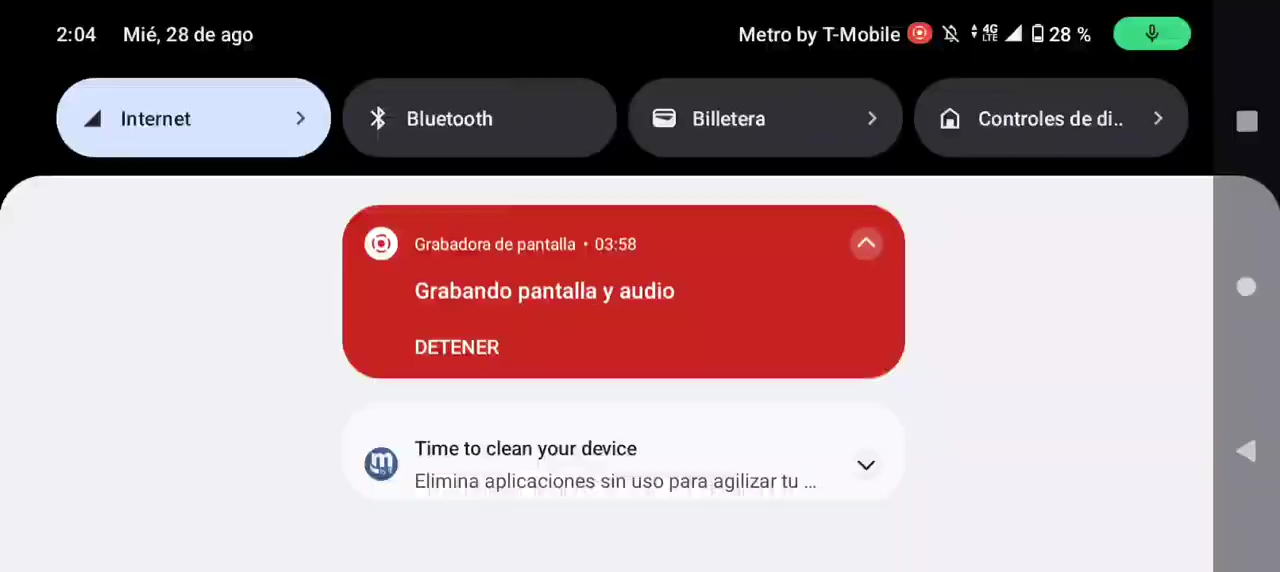 2:04 Mié, 28 de ago Metro by T-Mobile 4G LTE 28 %
Internet Bluetooth Billetera Controles de di..
Grabadora de pantalla • 03:58
Grabando pantalla y audio
DETENER
Time to clean your device
Elimina aplicaciones sin uso para agilizar tu ...